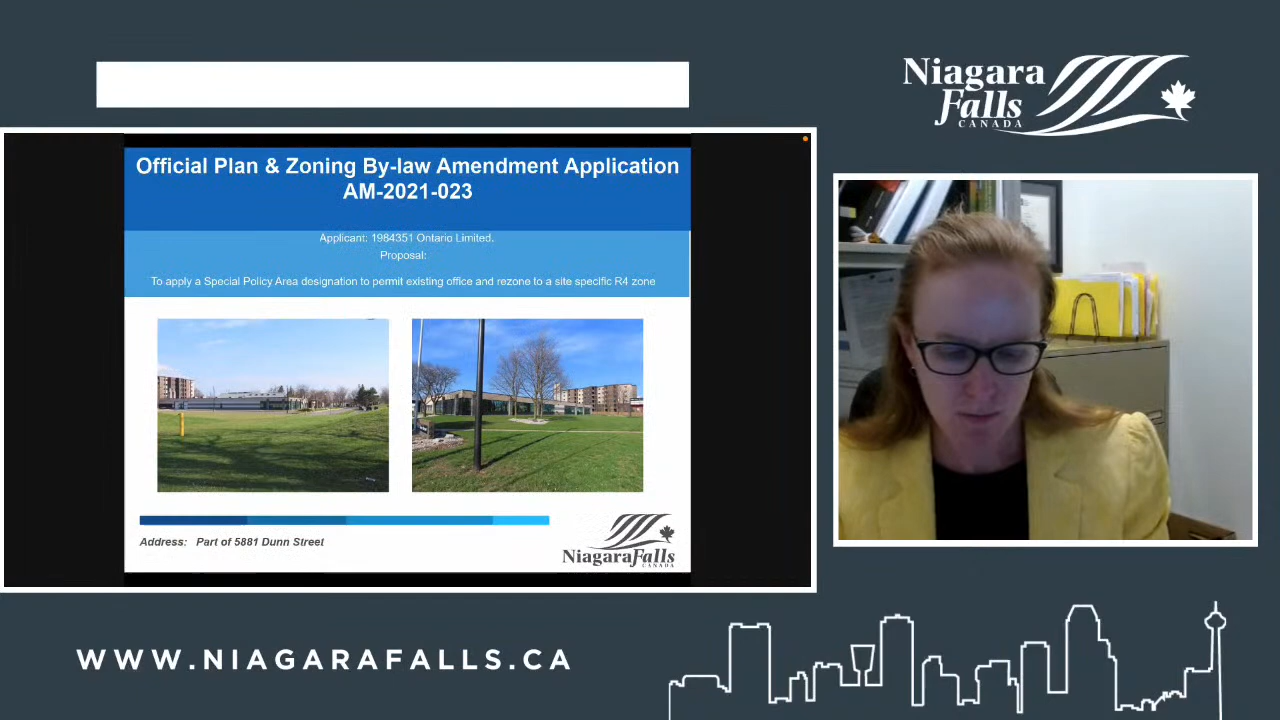 Niagara
Falls
CANADA
Official Plan & Zoning By-law Amendment Application
AM-2021-023
Applicant: 1984351 Ontario Limited.
Proposal:
To apply a Special Policy Area designation to permit existing office and rezone to a site specific R4 zone
Address: Part of 5881 Dunn Street
NiagaraFalls
CANADA
WWW.NIAGARAFALLS.CA